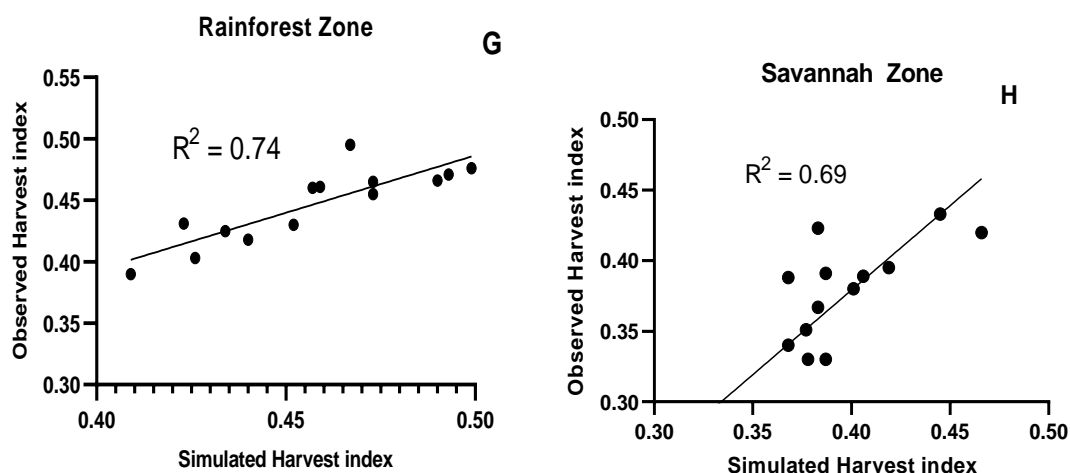 Rainforest Zone
G
Observed Harvest index
0.55
0.50
0.45
0.40
0.35
0.30
R² = 0.74
0.40
0.45
0.50
Simulated Harvest index
Savannah Zone
H
Observed Harvest index
0.50
0.45
0.40
0.35
0.30
R² = 0.69
0.30
0.35
0.40
0.45
0.50
Simulated Harvest index